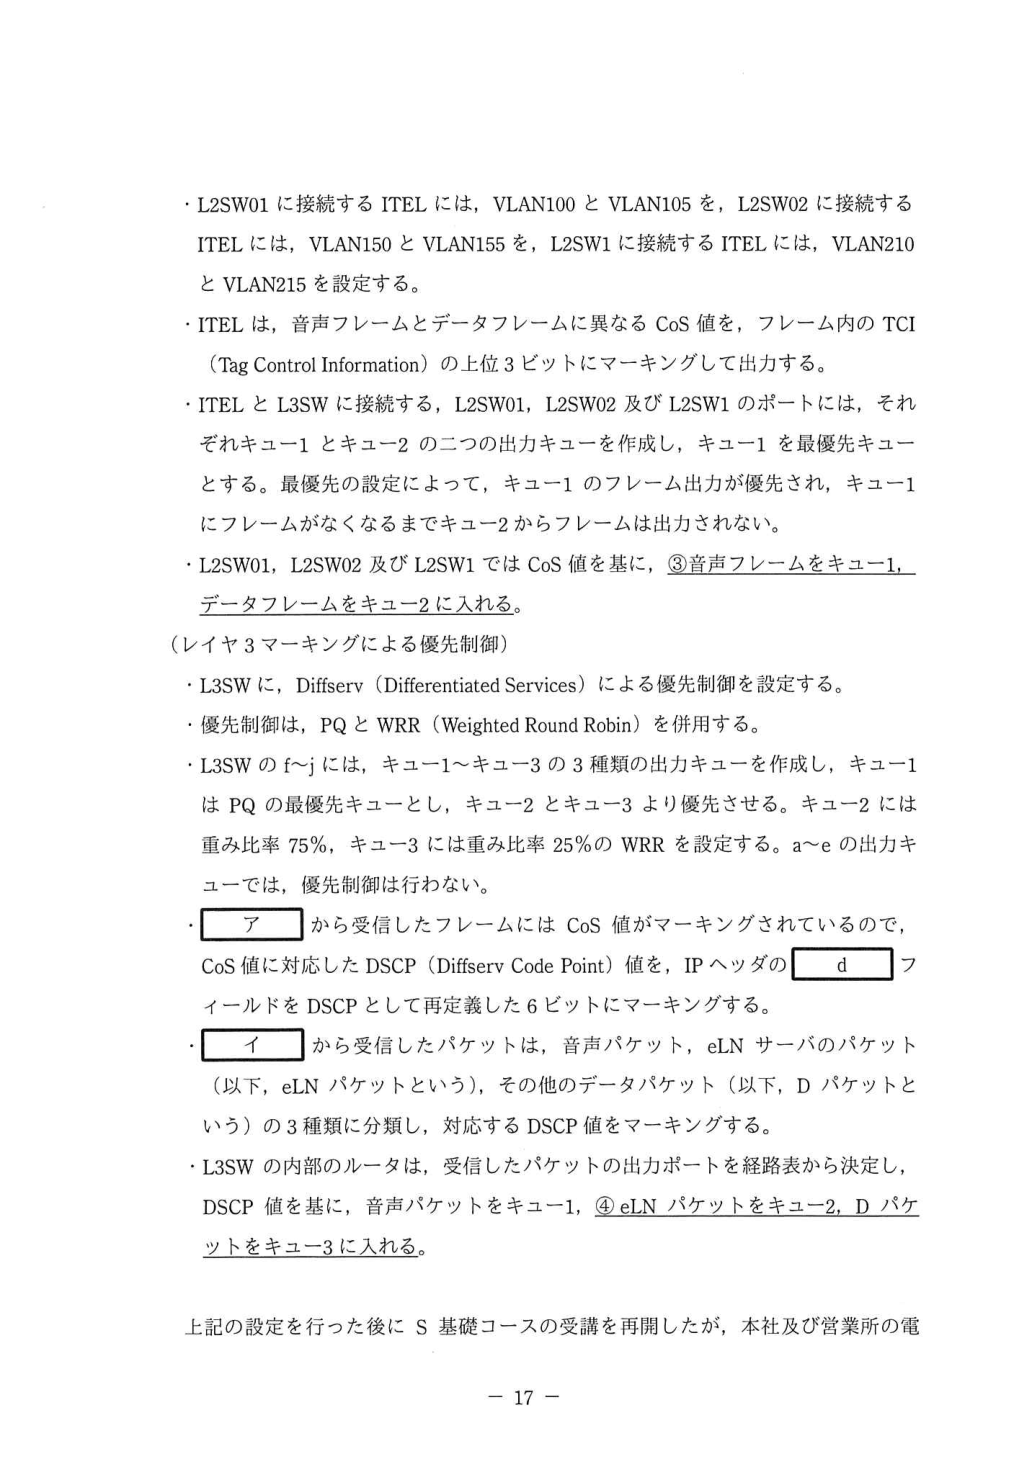 ・L2SW01 に接続する ITEL には，VLAN100 と VLAN105 を，L2SW02 に接続する
ITEL には，VLAN150 と VLAN155 を，L2SW1 に接続する ITEL には，VLAN210
と VLAN215 を設定する。
・ITEL は，音声フレームとデータフレームに異なる CoS 値を，フレーム内の TCI
（Tag Control Information）の上位 3 ビットにマーキングして出力する。
・ITEL と L3SW に接続する，L2SW01，L2SW02 及び L2SW1 のポートには，それ
ぞれキュー1 とキュー2 の二つの出力キューを作成し，キュー1 を最優先キュー
とする。最優先の設定によって，キュー1 のフレーム出力が優先され，キュー1
にフレームがなくなるまでキュー2 からフレームは出力されない。
・L2SW01，L2SW02 及び L2SW1 では CoS 値を基に，③音声フレームをキュー1，
データフレームをキュー2 に入れる。
（レイヤ 3 マーキングによる優先制御）
・L3SW に，Diffserv（Differentiated Services）による優先制御を設定する。
・優先制御は，PQ と WRR（Weighted Round Robin）を併用する。
・L3SW の f～j には，キュー1～キュー3 の 3 種類の出力キューを作成し，キュー1
は PQ の最優先キューとし，キュー2 とキュー3 より優先させる。キュー2 には
重み比率 75%，キュー3 には重み比率 25%の WRR を設定する。a～e の出力キ
ューでは，優先制御は行わない。
・ ア から受信したフレームには CoS 値がマーキングされているので，
CoS 値に対応した DSCP（Diffserv Code Point）値を，IP ヘッダの d フ
ィールドを DSCP として再定義した 6 ビットにマーキングする。
・ イ から受信したパケットは，音声パケット，eLN サーバのパケット
（以下，eLN パケットという），その他のデータパケット（以下，D パケットと
いう）の 3 種類に分類し，対応する DSCP 値をマーキングする。
・L3SW の内部のルータは，受信したパケットの出力ポートを経路表から決定し，
DSCP 値を基に，音声パケットをキュー1，④eLN パケットをキュー2，D パケ
ットをキュー3 に入れる。
上記の設定を行った後に S 基礎コースの受講を再開したが，本社及び営業所の電
－ 17 －